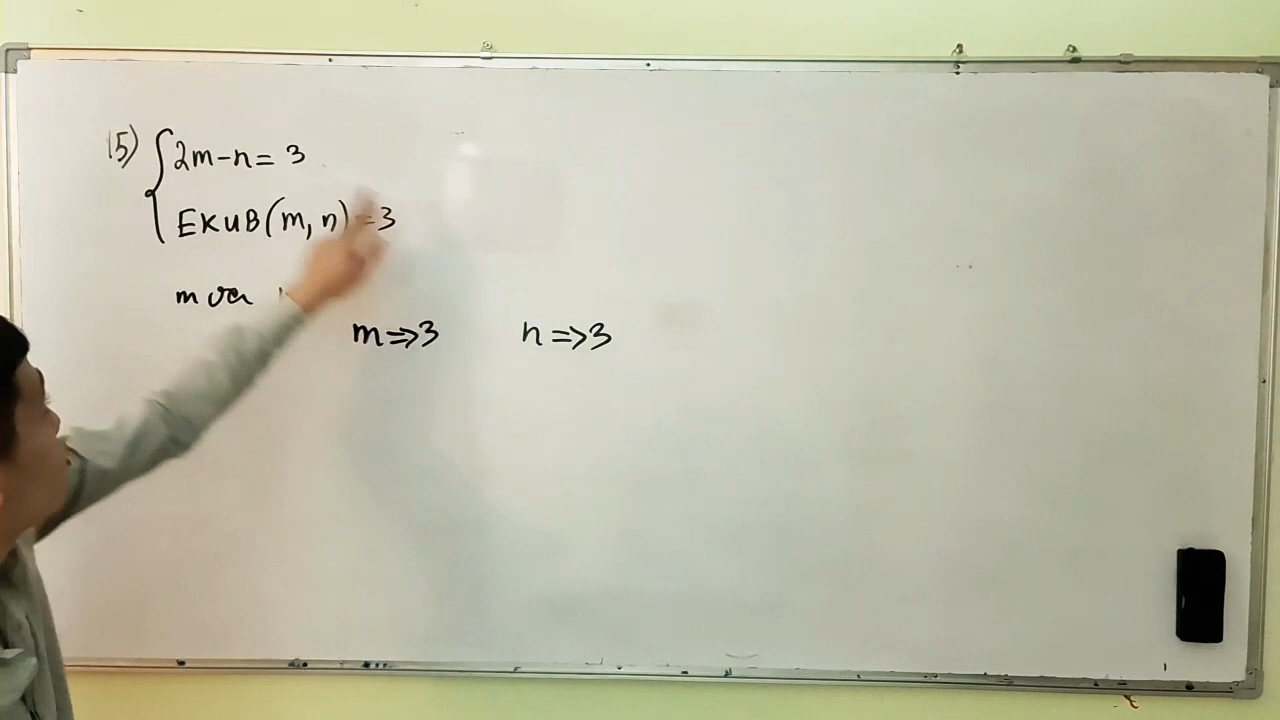 15) { 2m-n= 3
EKUB(m, n)=3
m va
m=>3 n=>3